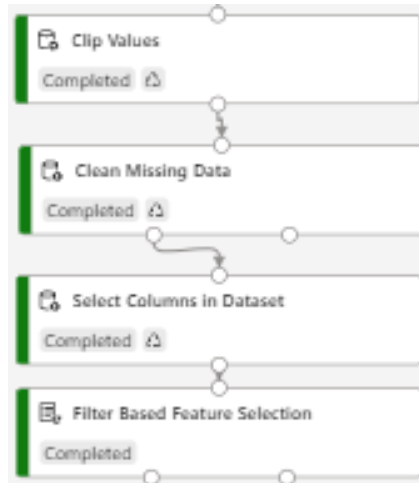 Clip Values
Completed
Clean Missing Data
Completed
Select Columns in Dataset
Completed
Filter Based Feature Selection
Completed